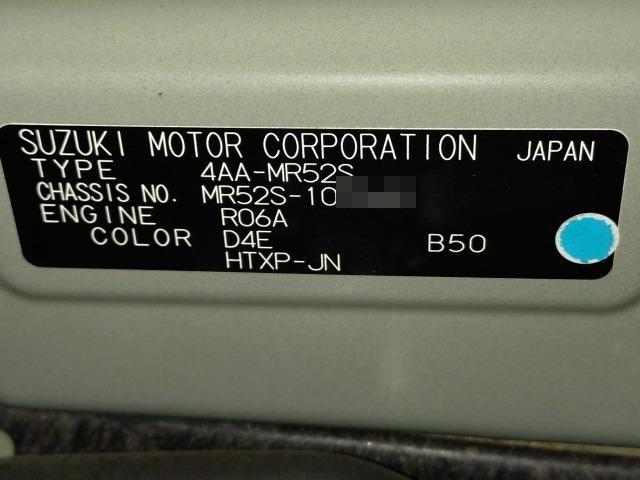 SUZUKI MOTOR CORPORATION JAPAN
TYPE 4AA-MR52S
CHASSIS NO. MR52S-10
ENGINE R06A
COLOR D4E B50
HTXP-JN